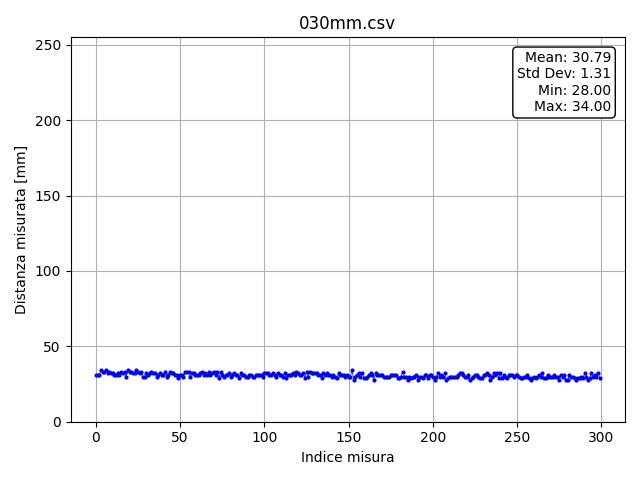 030mm.csv
Mean: 30.79
Std Dev: 1.31
Min: 28.00
Max: 34.00
Distanza misurata [mm]
250
200
150
100
50
0
0 50 100 150 200 250 300
Indice misura